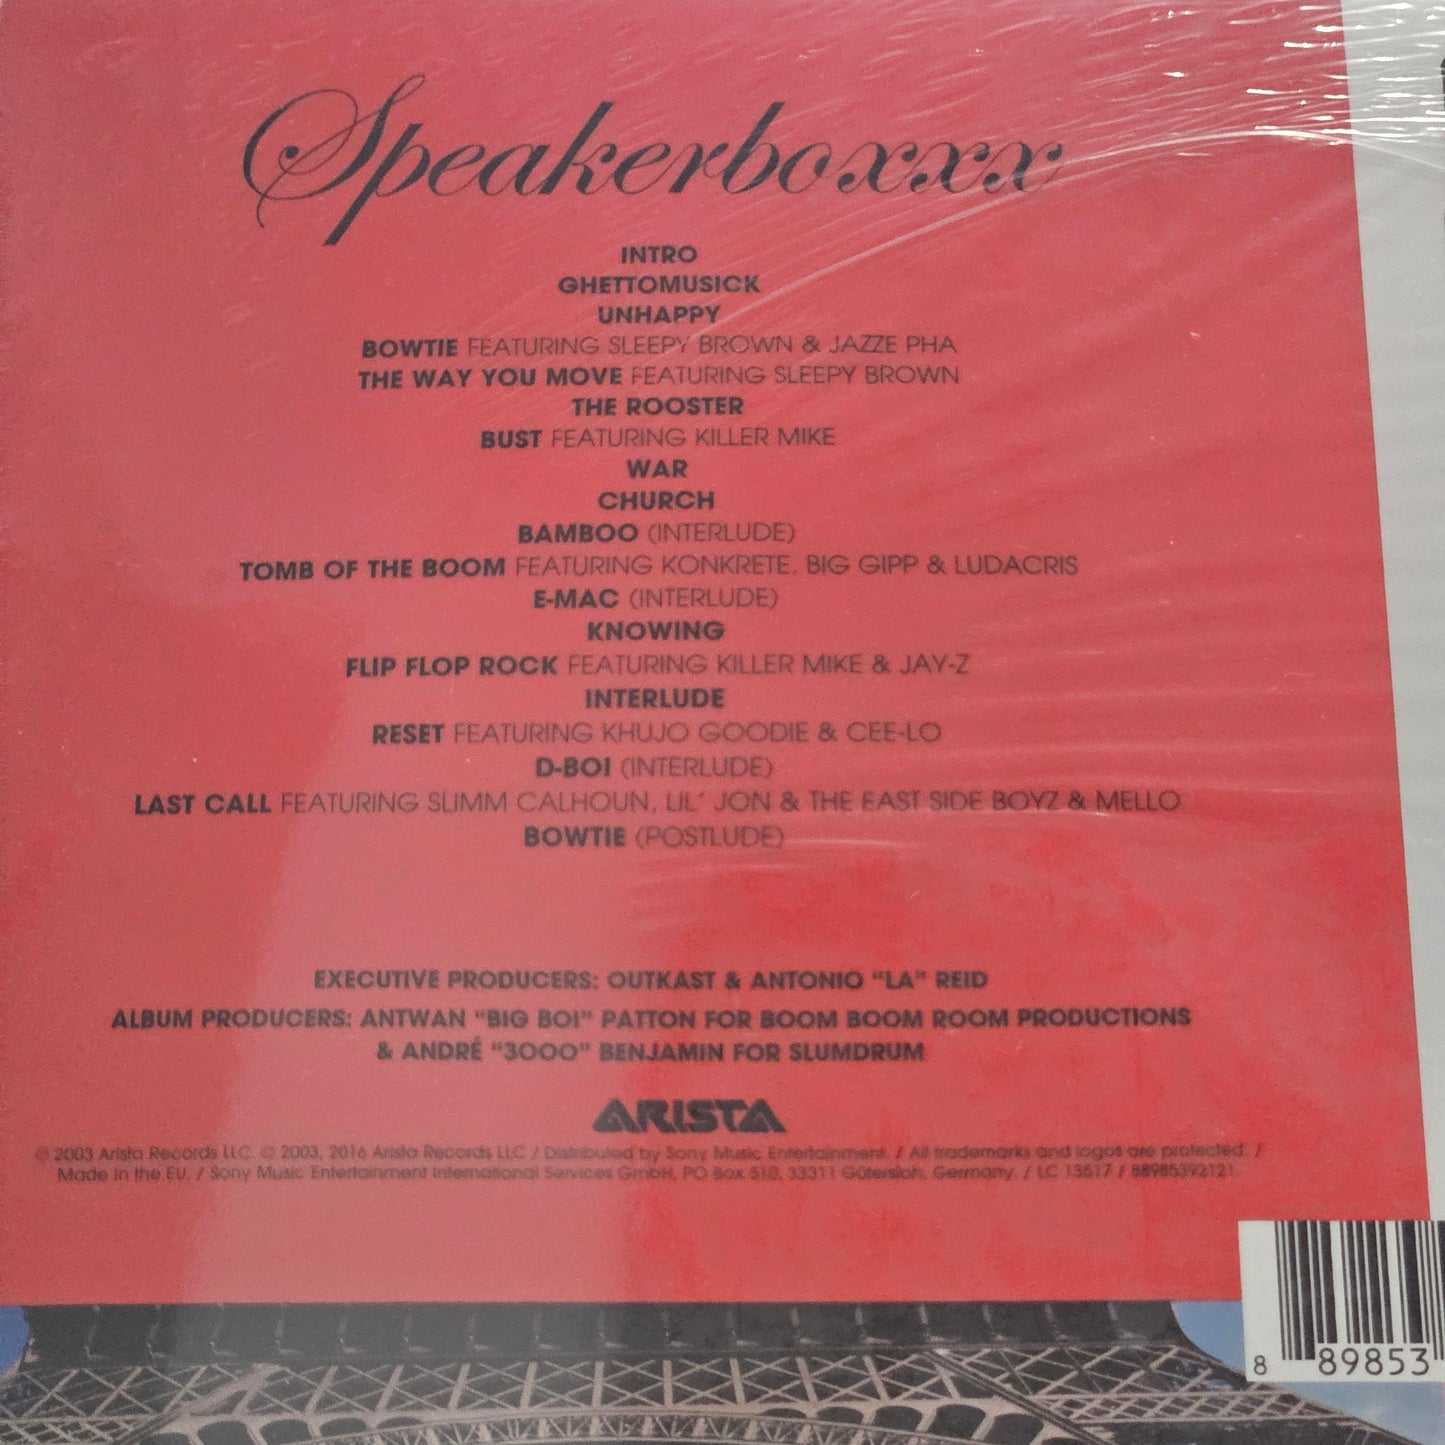 Speakerboxxx
INTRO
GHETTOMUSICK
UNHAPPY
BOWTIE FEATURING SLEEPY BROWN & JAZZE PHA
THE WAY YOU MOVE FEATURING SLEEPY BROWN
THE ROOSTER
BUST FEATURING KILLER MIKE
WAR
CHURCH
BAMBOO (INTERLUDE)
TOMB OF THE BOOM FEATURING KONKRETE, BIG GIPP & LUDACRIS
E-MAC (INTERLUDE)
KNOWING
FLIP FLOP ROCK FEATURING KILLER MIKE & JAY-Z
INTERLUDE
RESET FEATURING KHUJO GOODIE & CEE-LO
D-BOI (INTERLUDE)
LAST CALL FEATURING SLIMM CALHOUN, LIL' JON & THE EAST SIDE BOYZ & MELLO
BOWTIE (POSTLUDE)
EXECUTIVE PRODUCERS: OUTKAST & ANTONIO "LA" REID
ALBUM PRODUCERS: ANTWAN "BIG BOI" PATTON FOR BOOM BOOM ROOM PRODUCTIONS
& ANDRÉ "3000" BENJAMIN FOR SLUMDRUM
ARISTA
℗ 2003 Arista Records LLC. © 2003, 2016 Arista Records LLC / Distributed by Sony Music Entertainment. / All trademarks and logos are protected. /
Made in the EU. / Sony Music Entertainment International Services GmbH, PO Box 510, 33311 Gütersloh, Germany. / LC 13517 / 88985392121.
8 89853